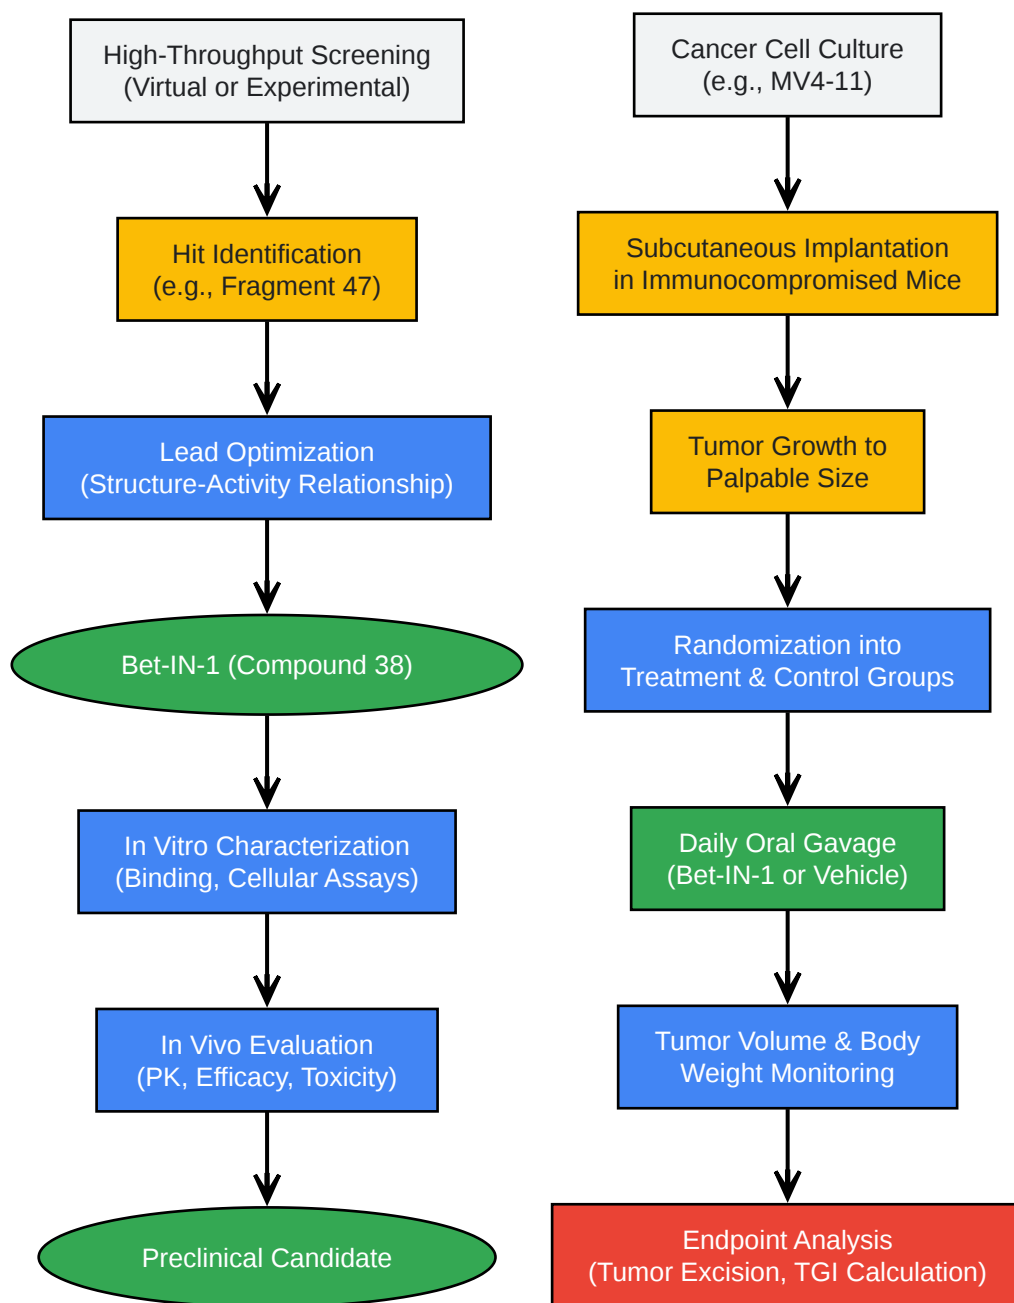 High-Throughput Screening
(Virtual or Experimental)
Hit Identification
(e.g., Fragment 47)
Lead Optimization
(Structure-Activity Relationship)
Bet-IN-1 (Compound 38)
In Vitro Characterization
(Binding, Cellular Assays)
In Vivo Evaluation
(PK, Efficacy, Toxicity)
Preclinical Candidate
Cancer Cell Culture
(e.g., MV4-11)
Subcutaneous Implantation
in Immunocompromised Mice
Tumor Growth to
Palpable Size
Randomization into
Treatment & Control Groups
Daily Oral Gavage
(Bet-IN-1 or Vehicle)
Tumor Volume & Body
Weight Monitoring
Endpoint Analysis
(Tumor Excision, TGI Calculation)